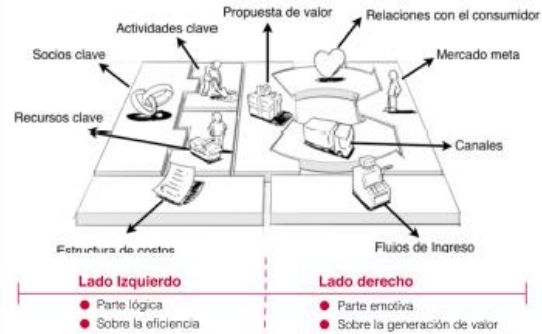 Propuesta de valor
Relaciones con el consumidor
Actividades clave
Socios clave
Mercado meta
Recursos clave
Canales
Estructura de costos
Flujos de Ingreso
Lado Izquierdo
Lado derecho
Parte lógica
Parte emotiva
Sobre la eficiencia
Sobre la generación de valor